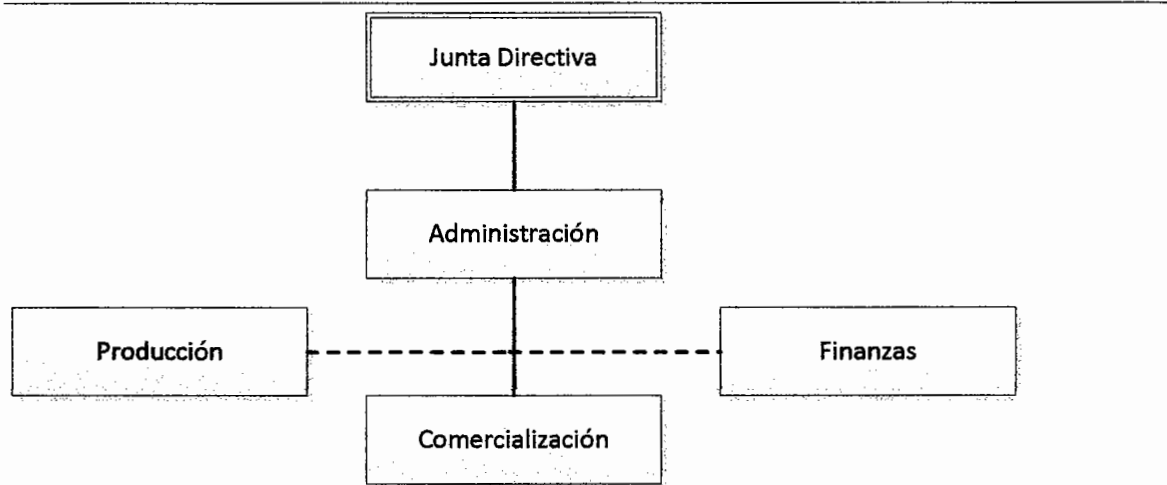 Junta Directiva
Administración
Producción
Finanzas
Comercialización